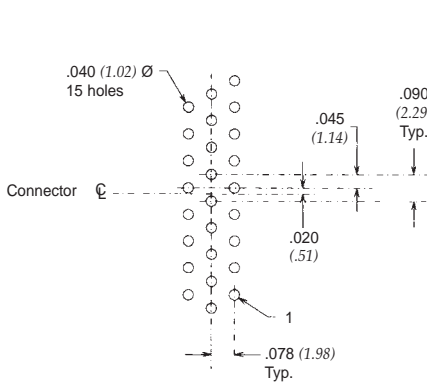 .040 (1.02) Ø
15 holes
.090
(2.29
Typ.
.045
(1.14)
Connector ℄
.020
(.51)
1
.078 (1.98)
Typ.